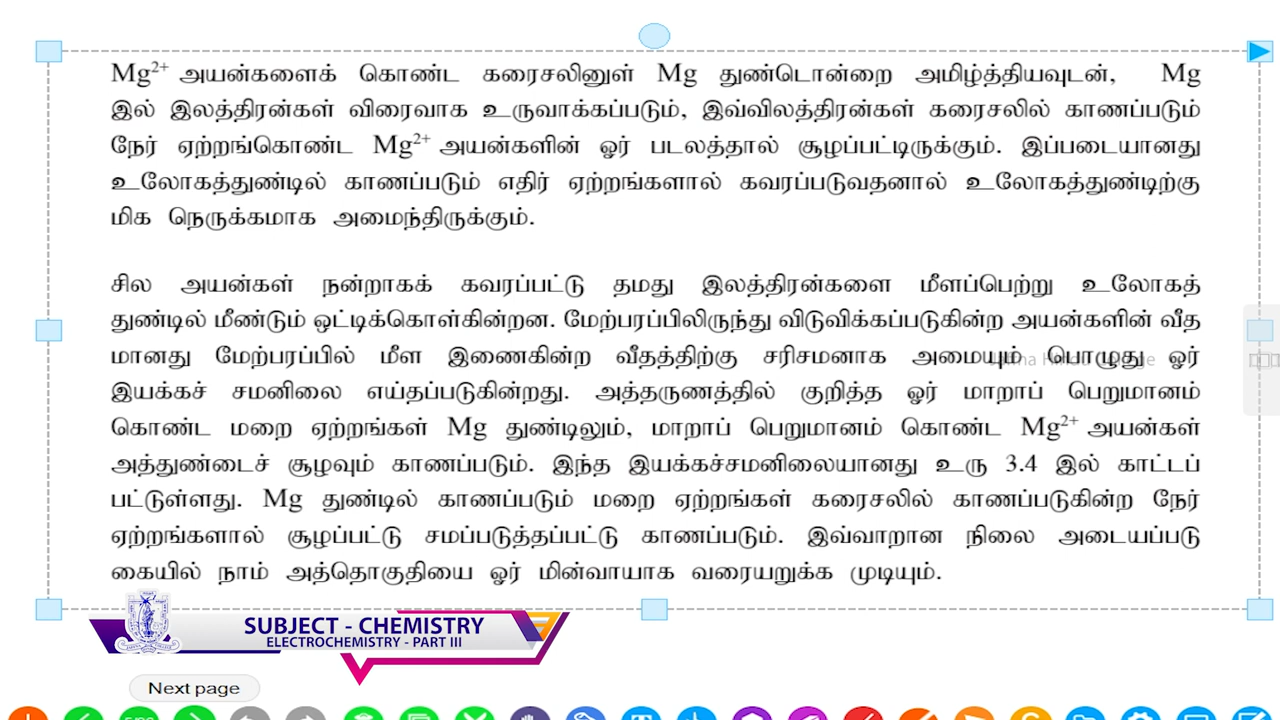 Mg²⁺ அயன்களைக் கொண்ட கரைசலினுள் Mg துண்டொன்றை அமிழ்த்தியவுடன், Mg
இல் இலத்திரன்கள் விரைவாக உருவாக்கப்படும், இவ்விலத்திரன்கள் கரைசலில் காணப்படும்
நேர் ஏற்றங்கொண்ட Mg²⁺ அயன்களின் ஓர் படலத்தால் சூழப்பட்டிருக்கும். இப்படையானது
உலோகத்துண்டில் காணப்படும் எதிர் ஏற்றங்களால் கவரப்படுவதனால் உலோகத்துண்டிற்கு
மிக நெருக்கமாக அமைந்திருக்கும்.
சில அயன்கள் நன்றாகக் கவரப்பட்டு தமது இலத்திரன்களை மீளப்பெற்று உலோகத்
துண்டில் மீண்டும் ஒட்டிக்கொள்கின்றன. மேற்பரப்பிலிருந்து விடுவிக்கப்படுகின்ற அயன்களின் வீத
மானது மேற்பரப்பில் மீள இணைகின்ற வீதத்திற்கு சரிசமனாக அமையும் பொழுது ஓர்
இயக்கச் சமனிலை எய்தப்படுகின்றது. அத்தருணத்தில் குறித்த ஓர் மாறாப் பெறுமானம்
கொண்ட மறை ஏற்றங்கள் Mg துண்டிலும், மாறாப் பெறுமானம் கொண்ட Mg²⁺ அயன்கள்
அத்துண்டைச் சூழவும் காணப்படும். இந்த இயக்கச்சமனிலையானது உரு 3.4 இல் காட்டப்
பட்டுள்ளது. Mg துண்டில் காணப்படும் மறை ஏற்றங்கள் கரைசலில் காணப்படுகின்ற நேர்
ஏற்றங்களால் சூழப்பட்டு சமப்படுத்தப்பட்டு காணப்படும். இவ்வாறான நிலை அடையப்படு
கையில் நாம் அத்தொகுதியை ஓர் மின்வாயாக வரையறுக்க முடியும்.
SUBJECT - CHEMISTRY
ELECTROCHEMISTRY - PART III
Next page